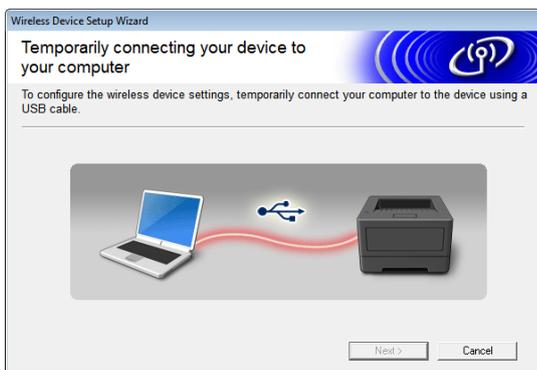 Wireless Device Setup Wizard
Temporarily connecting your device to
your computer
To configure the wireless device settings, temporarily connect your computer to the device using a
USB cable.
Next >
Cancel